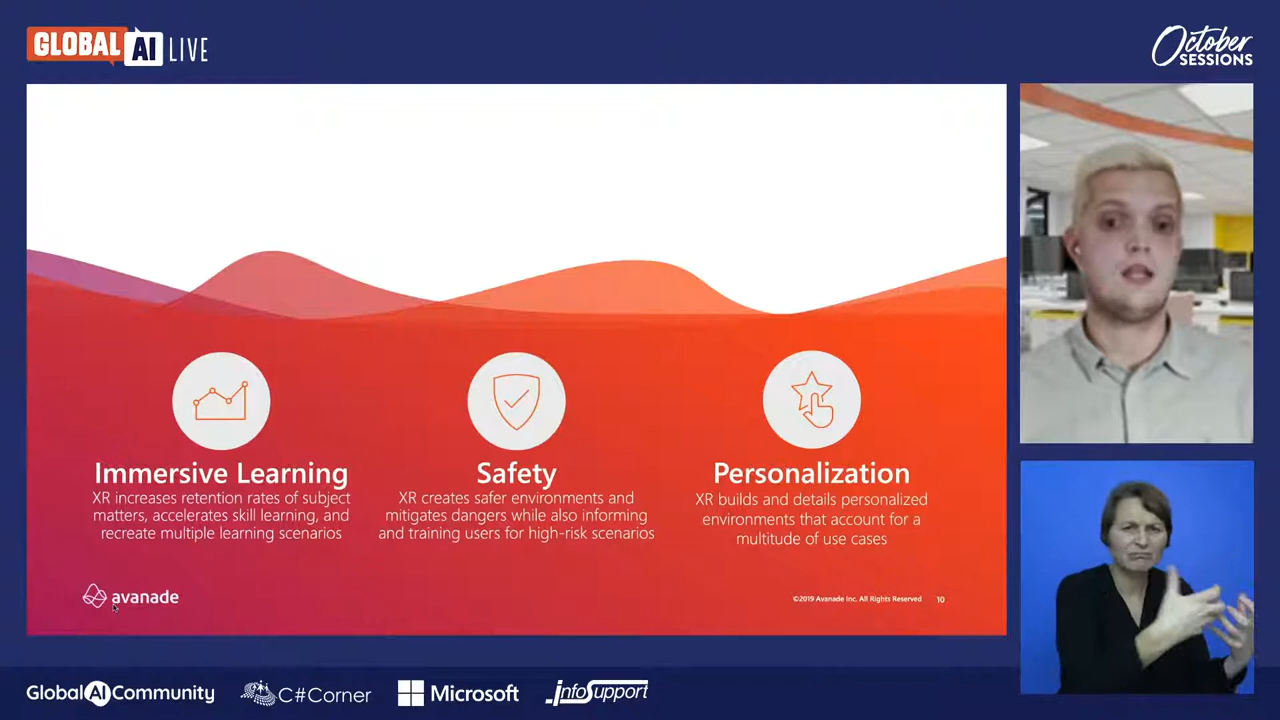 GLOBAL AI LIVE
October
SESSIONS
Immersive Learning
XR increases retention rates of subject
matters, accelerates skill learning, and
recreate multiple learning scenarios
Safety
XR creates safer environments and
mitigates dangers while also informing
and training users for high-risk scenarios
Personalization
XR builds and details personalized
environments that account for a
multitude of use cases
avanade
©2019 Avanade Inc. All Rights Reserved 10
GlobalAICommunity
C#Corner
Microsoft
infoSupport